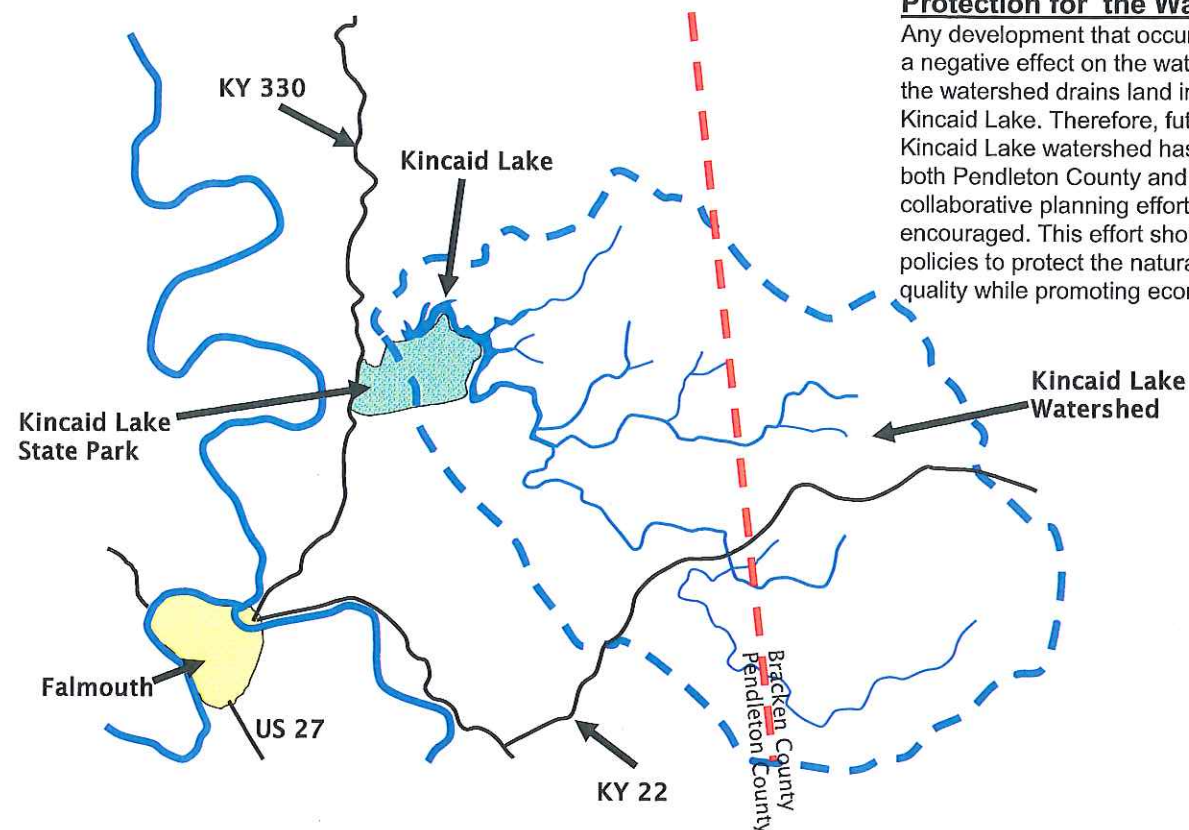 Protection for the Wa
Any development that occur
a negative effect on the wat
the watershed drains land in
Kincaid Lake. Therefore, fut
Kincaid Lake watershed has
both Pendleton County and
collaborative planning effort
encouraged. This effort sho
policies to protect the natura
quality while promoting econ
KY 330
Kincaid Lake
Kincaid Lake
State Park
Kincaid Lake
Watershed
Falmouth
US 27
KY 22
Bracken County
Pendleton County